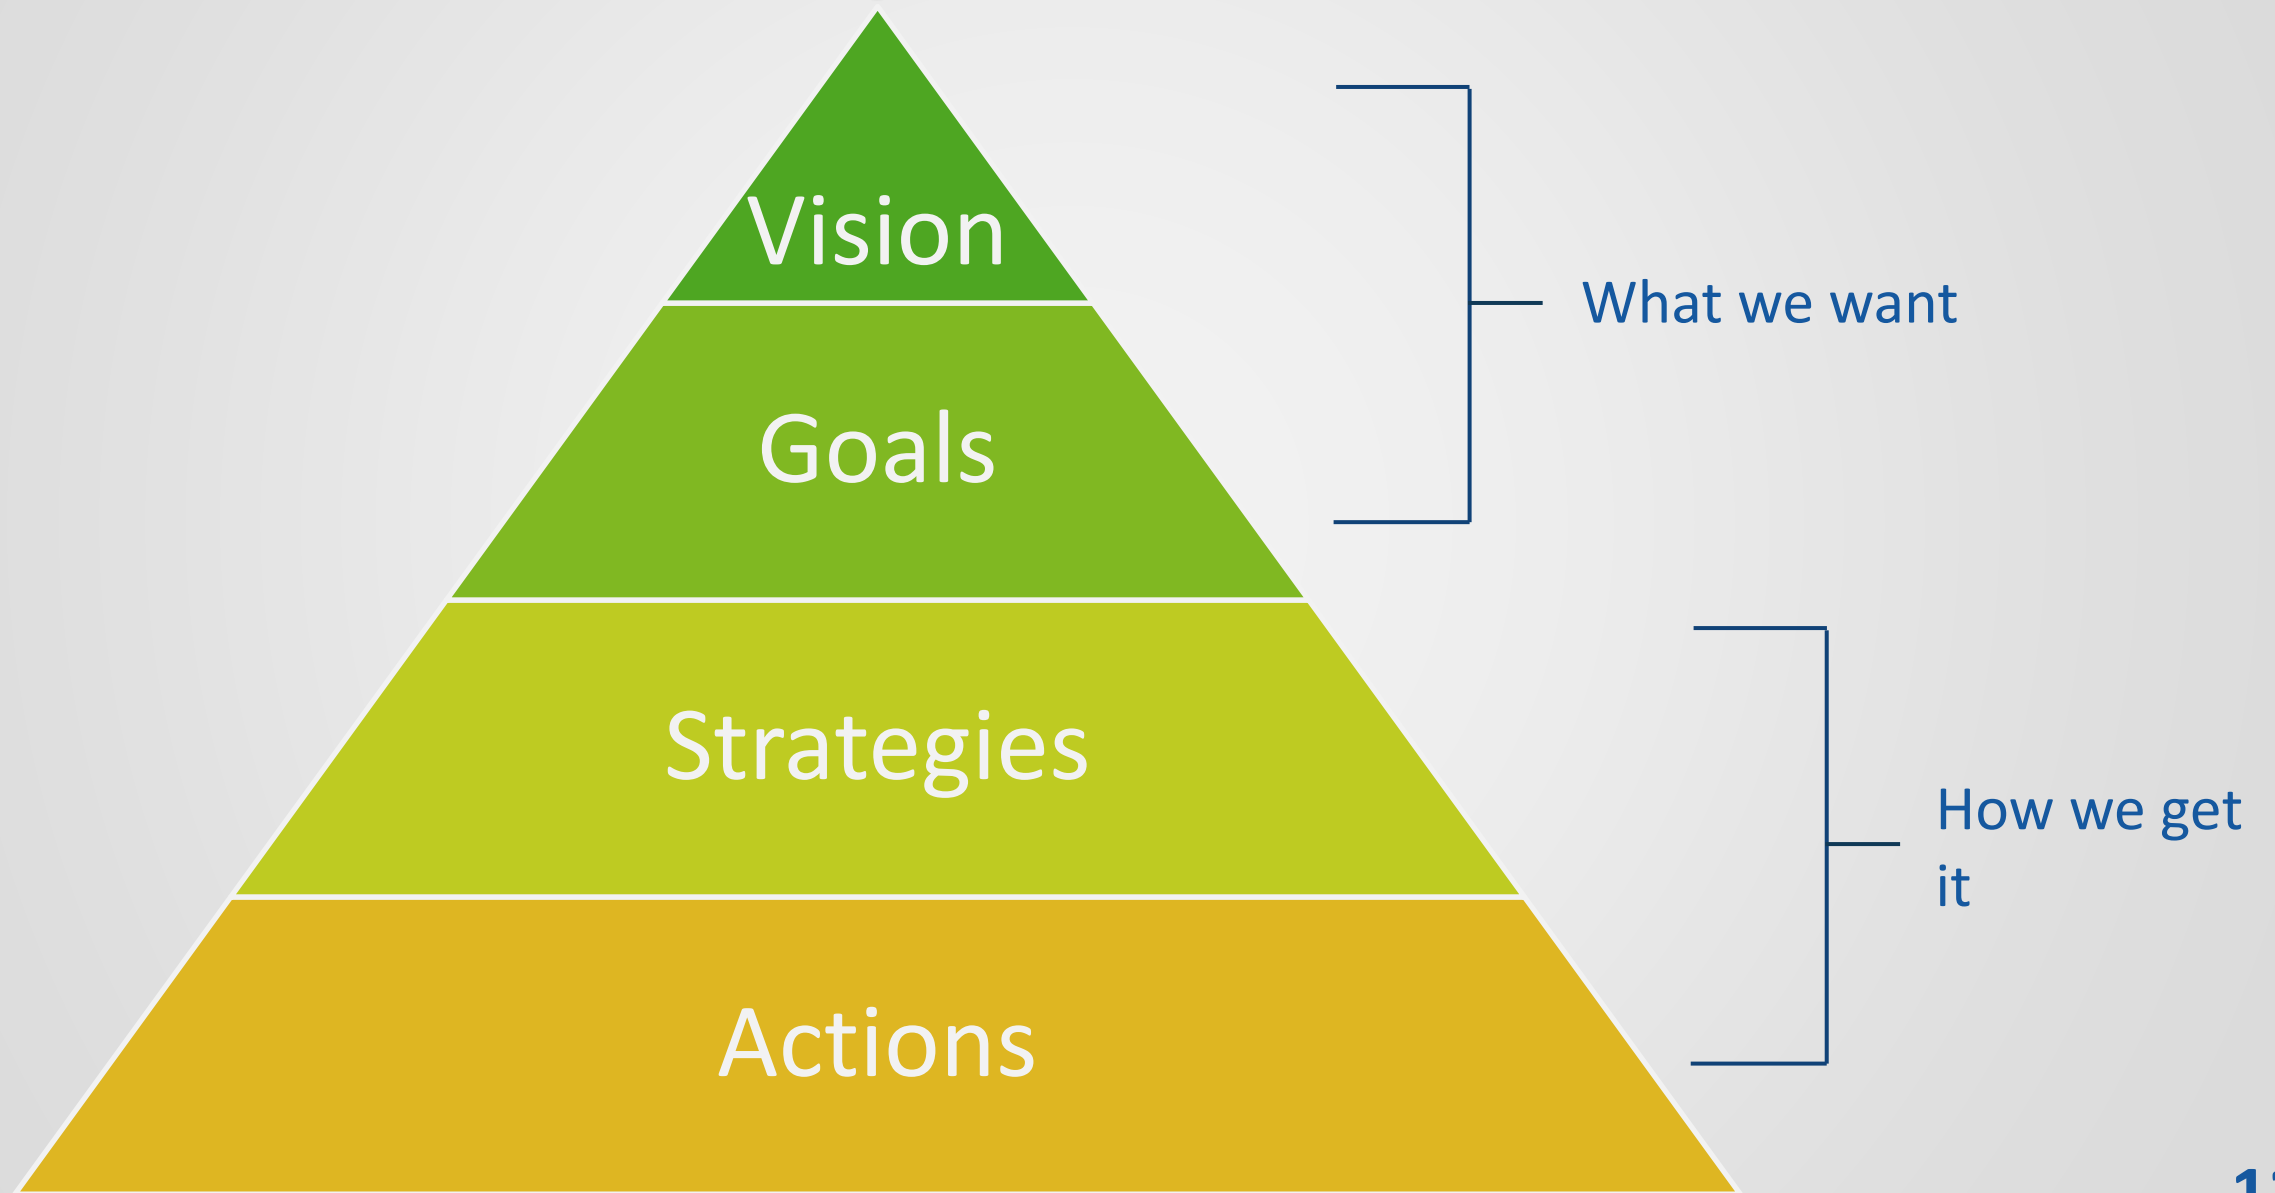 Vision
What we want
Goals
Strategies
How we get
it
Actions